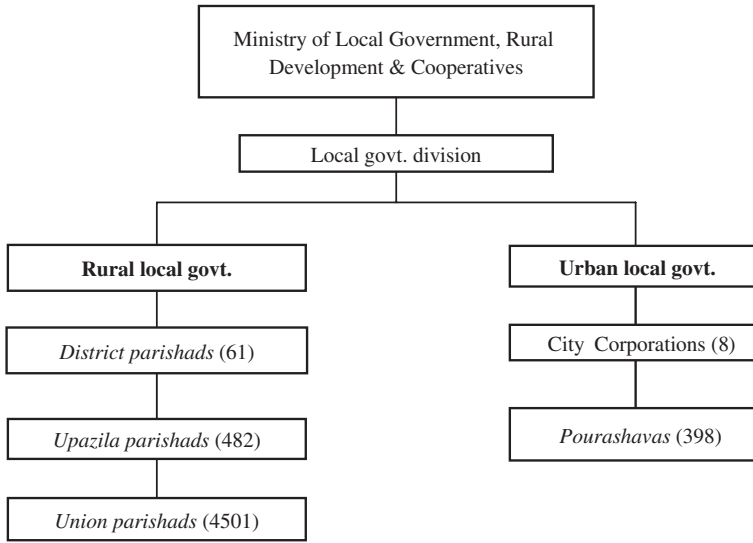 Ministry of Local Government, Rural
Development & Cooperatives
Local govt. division
Rural local govt.
Urban local govt.
District parishads (61)
City Corporations (8)
Upazila parishads (482)
Pourashavas (398)
Union parishads (4501)